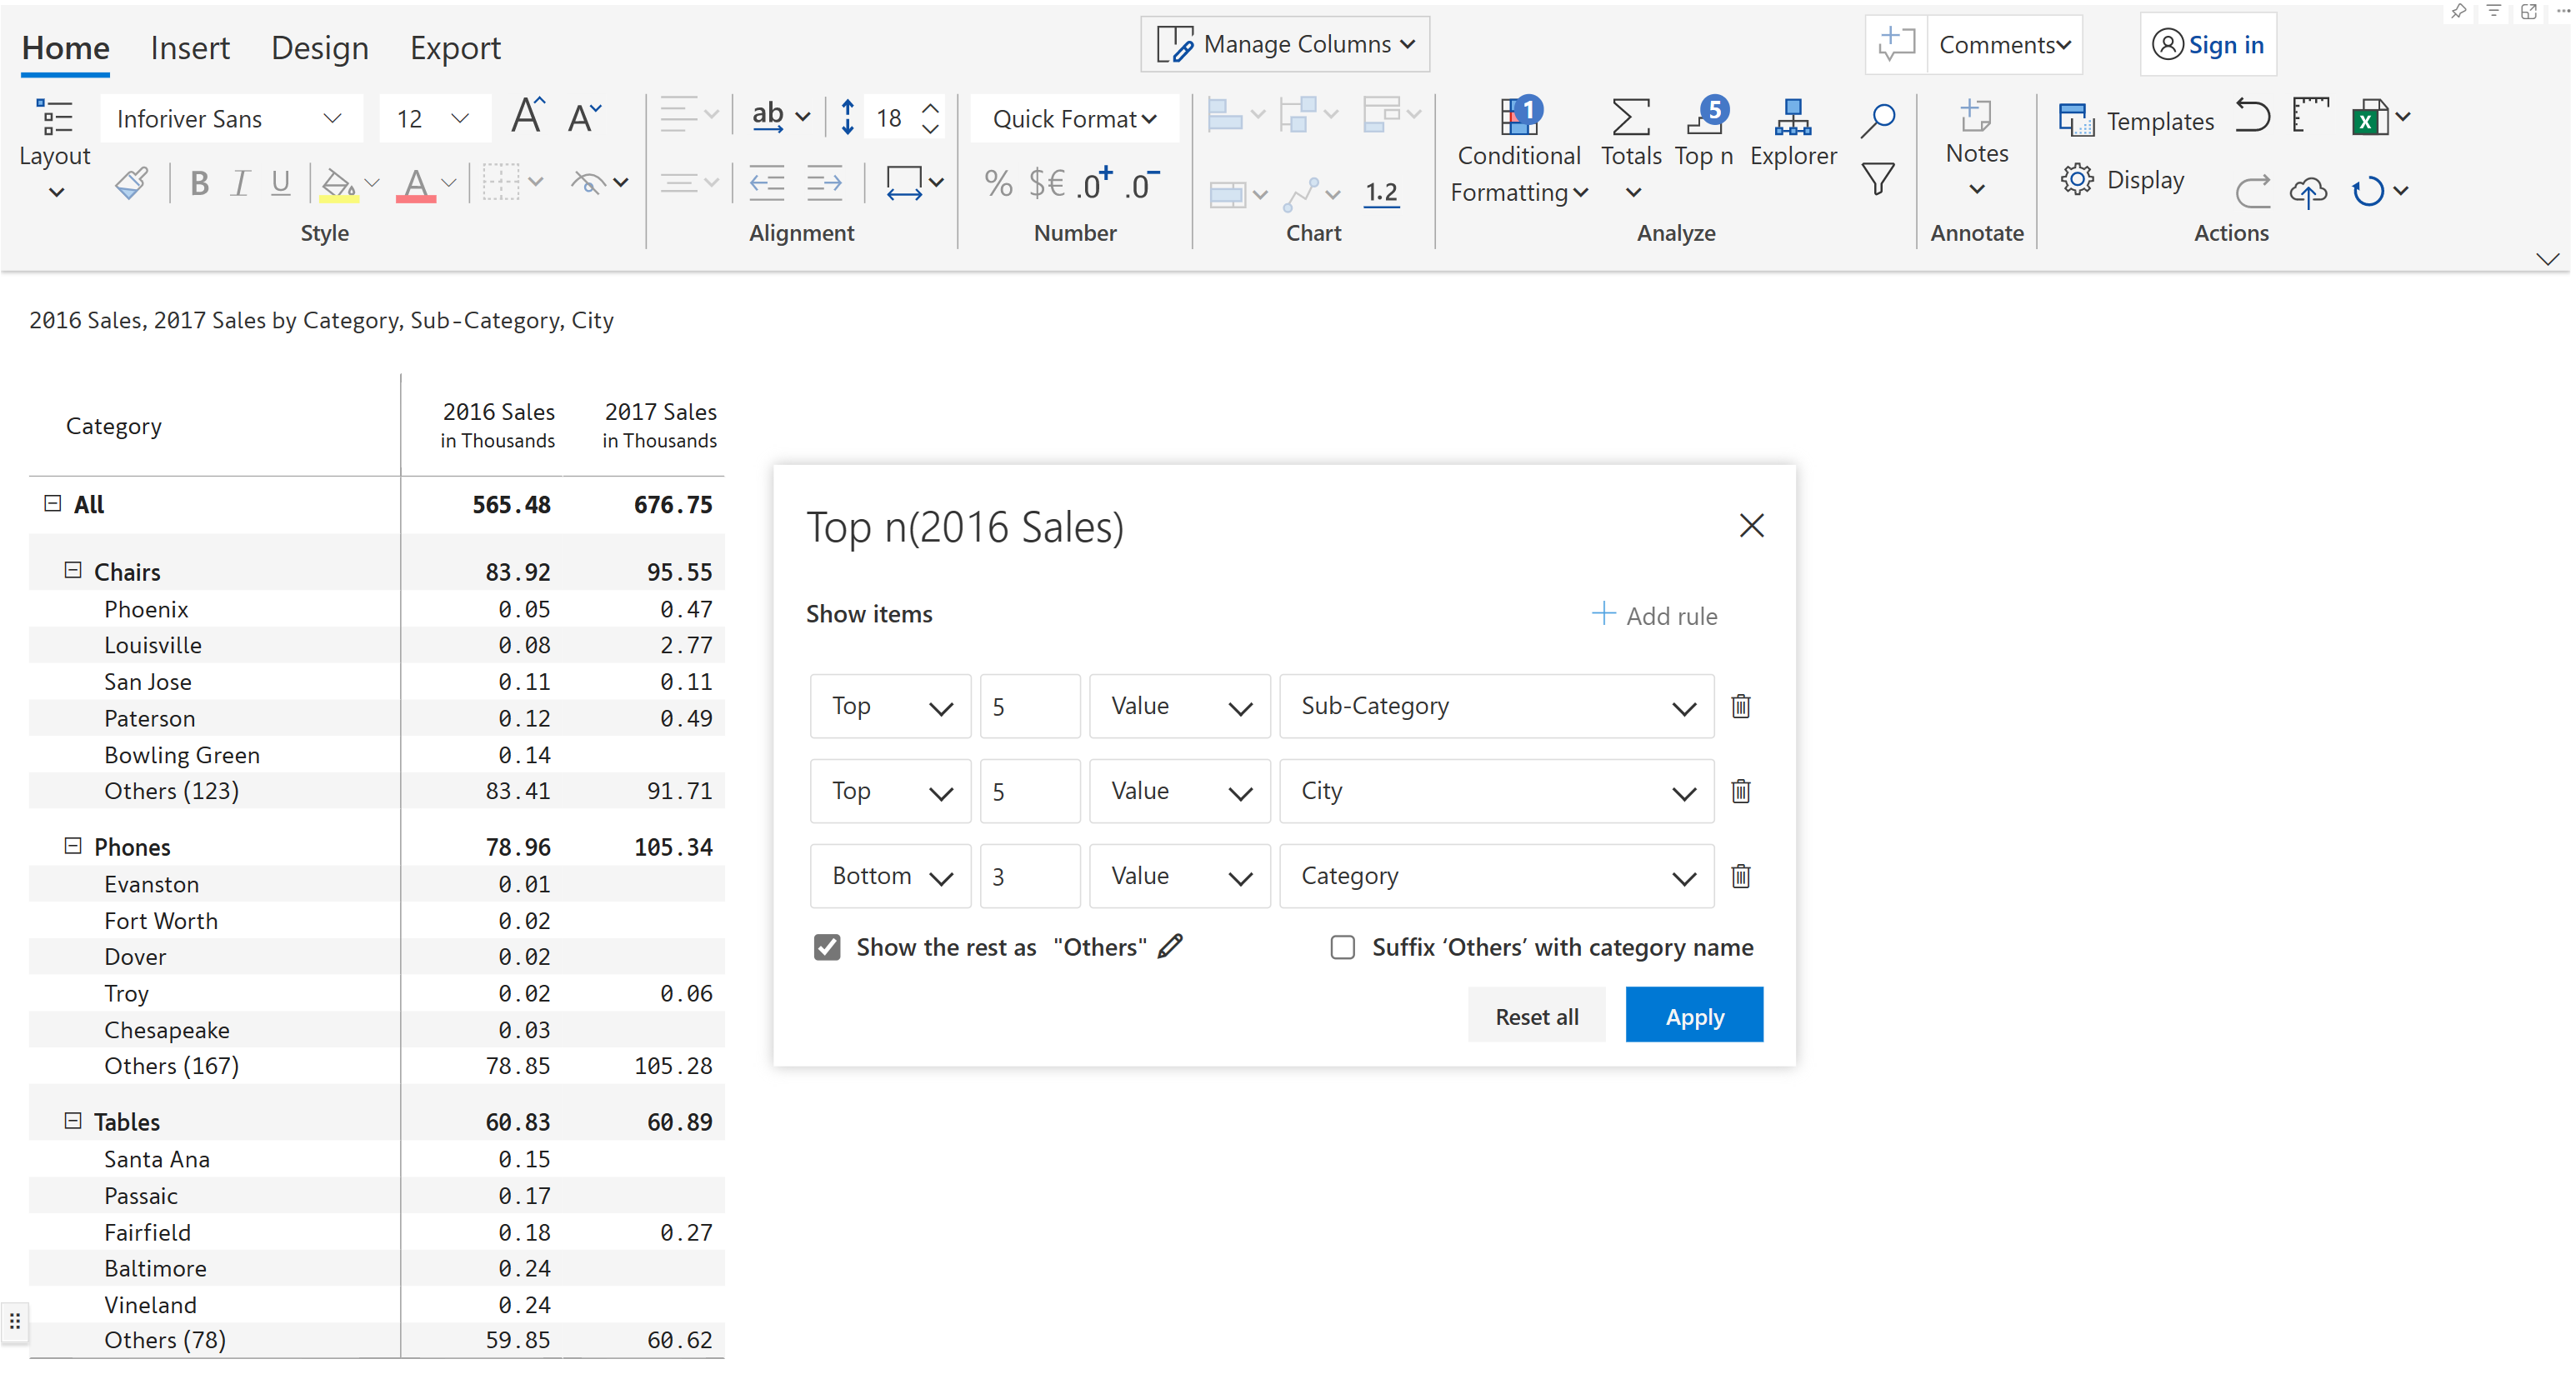 Home Insert Design Export Manage Columns Comments Sign in
Inforiver Sans 12 A A ab 18 Quick Format 1 5 Templates
Layout Conditional Formatting Totals Top n Explorer Notes
B I U A % $€ .0+ .0- 1.2 Display
Style Alignment Number Chart Analyze Annotate Actions
2016 Sales, 2017 Sales by Category, Sub-Category, City
Category 2016 Sales in Thousands 2017 Sales in Thousands
All 565.48 676.75
Chairs 83.92 95.55
Phoenix 0.05 0.47
Louisville 0.08 2.77
San Jose 0.11 0.11
Paterson 0.12 0.49
Bowling Green 0.14
Others (123) 83.41 91.71
Phones 78.96 105.34
Evanston 0.01
Fort Worth 0.02
Dover 0.02
Troy 0.02 0.06
Chesapeake 0.03
Others (167) 78.85 105.28
Tables 60.83 60.89
Santa Ana 0.15
Passaic 0.17
Fairfield 0.18 0.27
Baltimore 0.24
Vineland 0.24
Others (78) 59.85 60.62
Top n(2016 Sales)
Show items Add rule
Top 5 Value Sub-Category
Top 5 Value City
Bottom 3 Value Category
Show the rest as "Others" Suffix ‘Others’ with category name
Reset all Apply